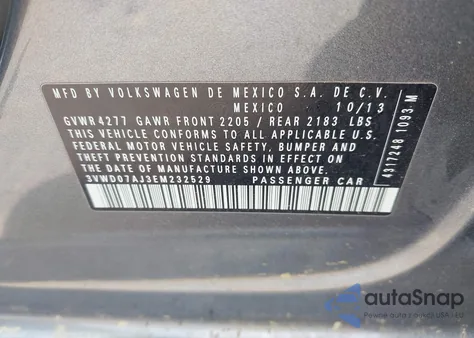 MFD BY VOLKSWAGEN DE MEXICO S.A. DE C.V.
MEXICO 10/13
GVWR 4277 GAWR FRONT 2205 / REAR 2183 LBS
THIS VEHICLE CONFORMS TO ALL APPLICABLE U.S.
FEDERAL MOTOR VEHICLE SAFETY, BUMPER AND
THEFT PREVENTION STANDARDS IN EFFECT ON
THE DATE OF MANUFACTURE SHOWN ABOVE.
3VWD07AJ3EM232529 PASSENGER CAR
4317248 1093 M
autoSnap